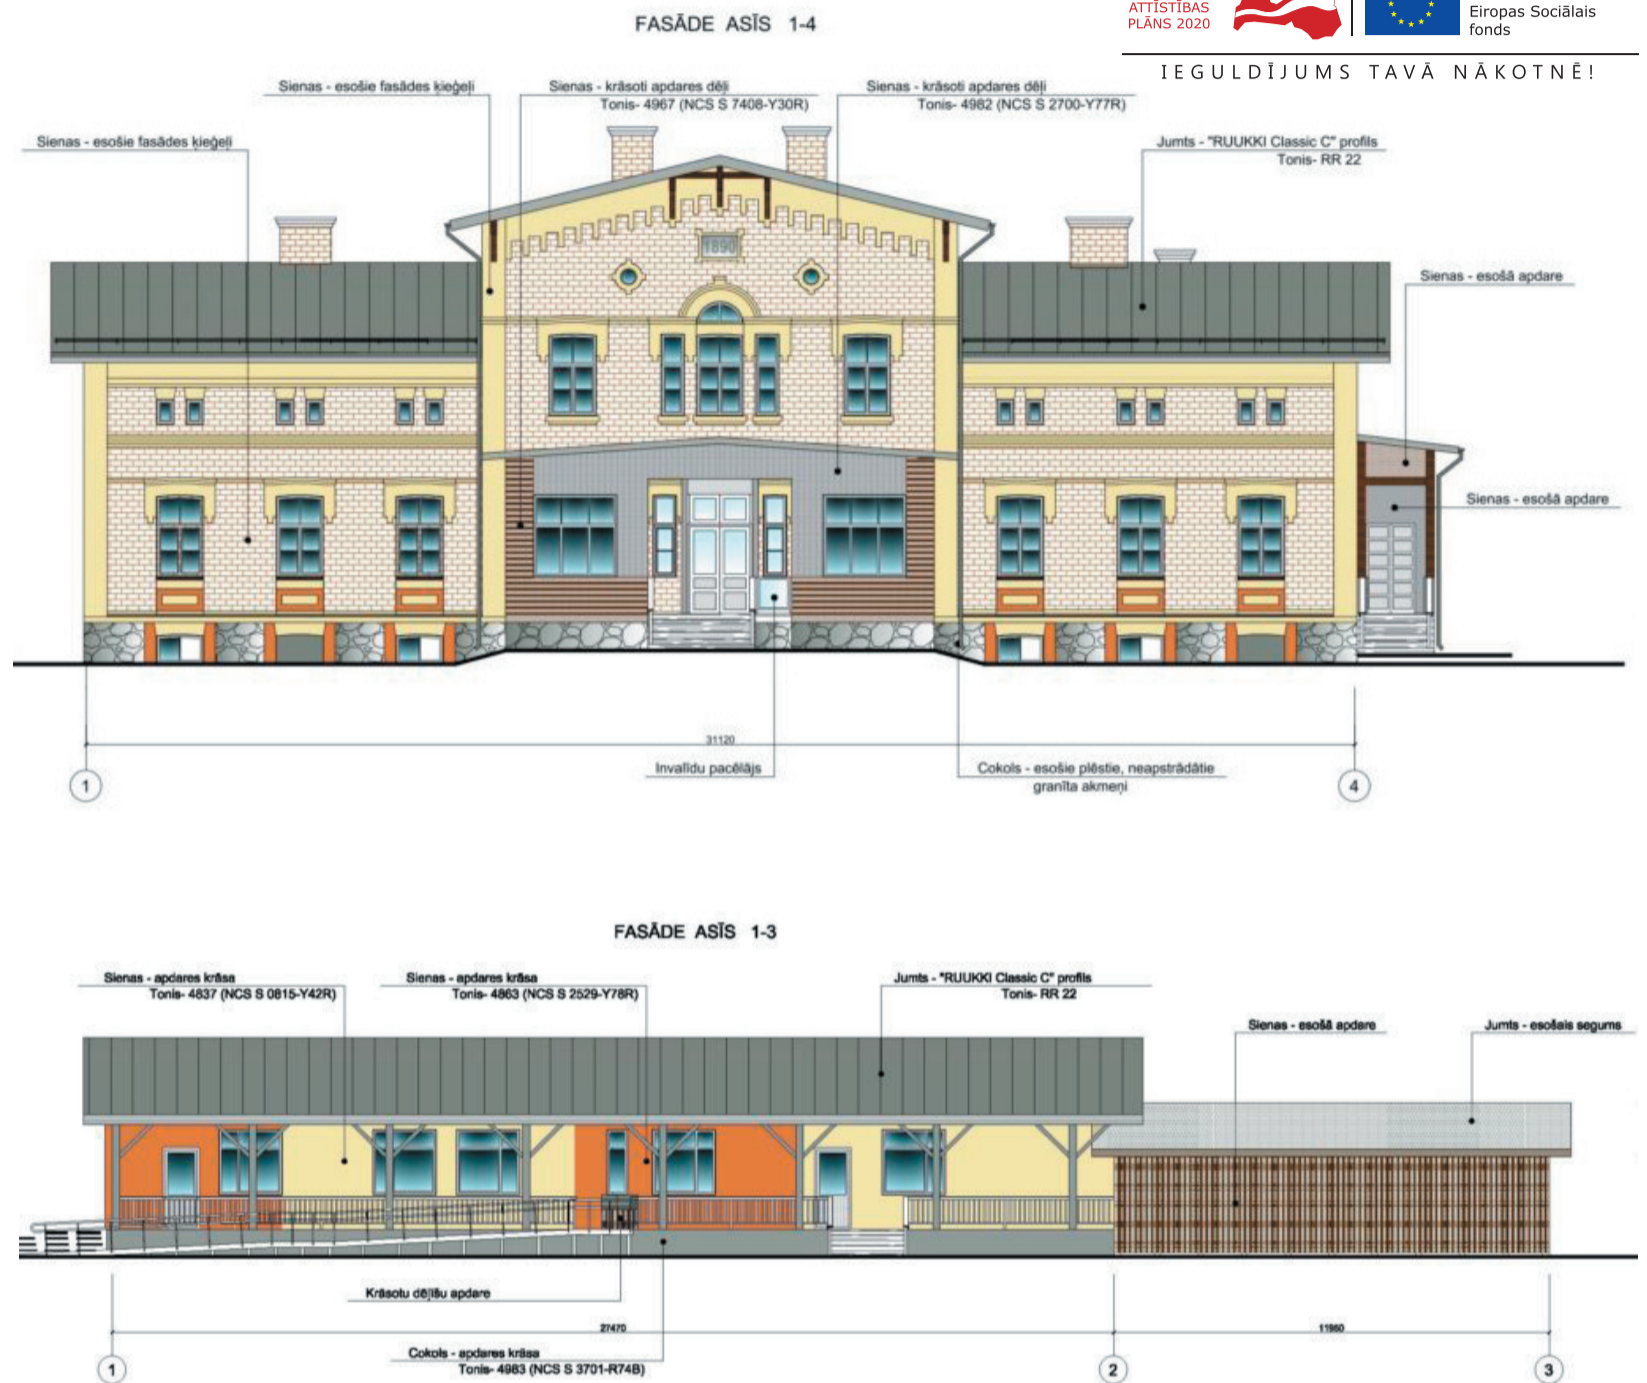 FASĀDE ASĪS 1-4
ATTĪSTĪBAS
PLĀNS 2020
Eiropas Sociālais
fonds
IEGULDĪJUMS TAVĀ NĀKOTNĒ!
Sienas - esošie fasādes ķieģeļi
Sienas - krāsoti apdares dēļi
Tonis- 4967 (NCS S 7408-Y30R)
Sienas - krāsoti apdares dēļi
Tonis- 4982 (NCS S 2700-Y77R)
Sienas - esošie fasādes ķieģeļi
Jumts - "RUUKKI Classic C" profils
Tonis- RR 22
1890
Sienas - esošā apdare
Sienas - esošā apdare
31120
Invalīdu pacēlājs
Cokols - esošie plēstie, neapstrādātie
granīta akmeņi
1
4
FASĀDE ASĪS 1-3
Sienas - apdares krāsa
Tonis- 4837 (NCS S 0815-Y42R)
Sienas - apdares krāsa
Tonis- 4863 (NCS S 2529-Y78R)
Jumts - "RUUKKI Classic C" profils
Tonis- RR 22
Sienas - esošā apdare
Jumts - esošais segums
Krāsotu dēļīšu apdare
27470
11960
Cokols - apdares krāsa
Tonis- 4983 (NCS S 3701-R74B)
1
2
3